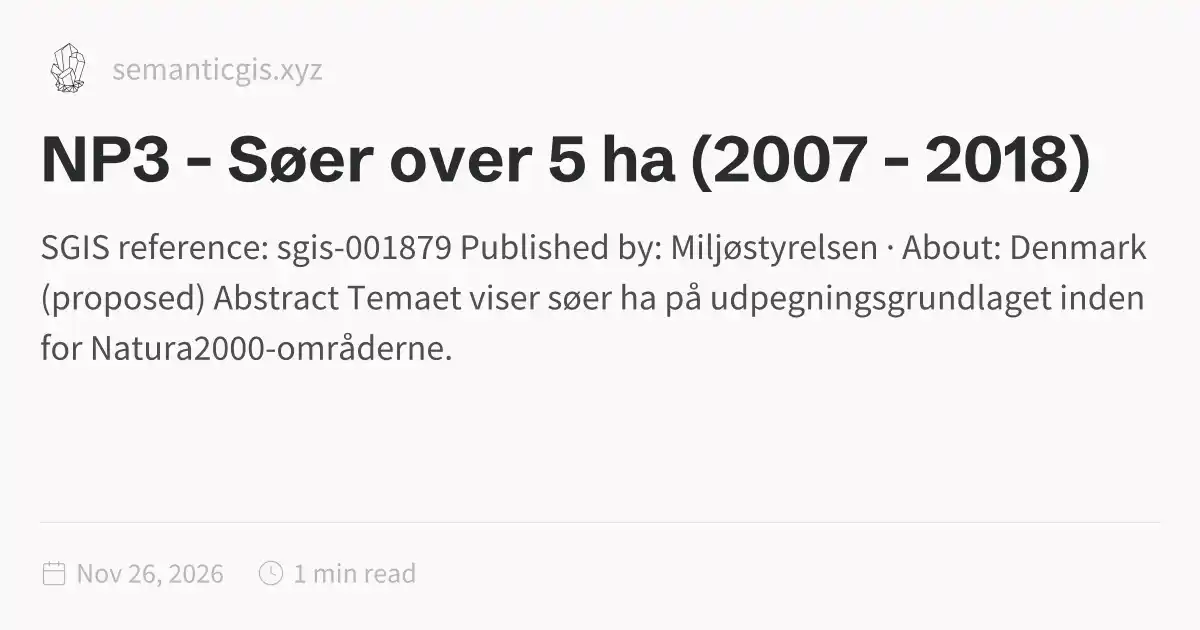 semanticgis.xyz
NP3 - Søer over 5 ha (2007 - 2018)
SGIS reference: sgis-001879 Published by: Miljøstyrelsen · About: Denmark
(proposed) Abstract Temaet viser søer ha på udpegningsgrundlaget inden
for Natura2000-områderne.
Nov 26, 2026
1 min read